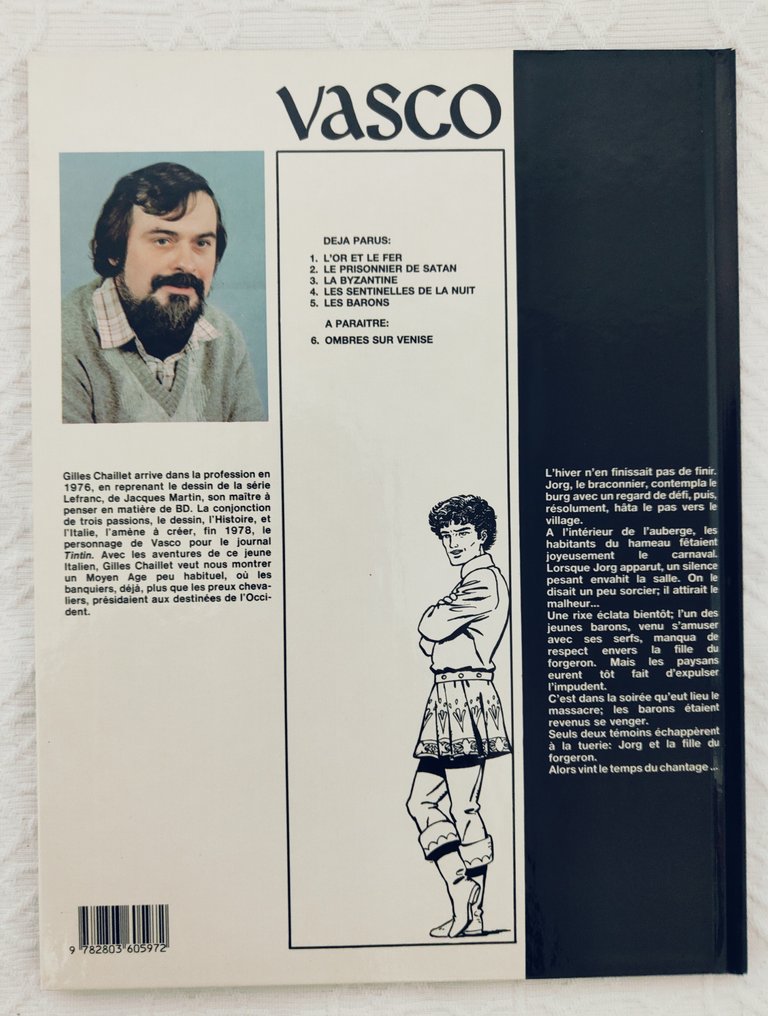 VASCO
DEJA PARUS:
1. L'OR ET LE FER
2. LE PRISONNIER DE SATAN
3. LA BYZANTINE
4. LES SENTINELLES DE LA NUIT
5. LES BARONS
A PARAITRE:
6. OMBRES SUR VENISE
Gilles Chaillet arrive dans la profession en
1976, en reprenant le dessin de la série
Lefranc, de Jacques Martin, son maître à
penser en matière de BD. La conjonction
de trois passions, le dessin, l'Histoire, et
l'Italie, l'amène à créer, fin 1978, le
personnage de Vasco pour le journal
Tintin. Avec les aventures de ce jeune
Italien, Gilles Chaillet veut nous montrer
un Moyen Age peu habituel, où les
banquiers, déjà, plus que les preux cheva-
liers, présidaient aux destinées de l'Occi-
dent.
L'hiver n'en finissait pas de finir.
Jorg, le braconnier, contempla le
burg avec un regard de défi, puis,
résolument, hâta le pas vers le
village.
A l'intérieur de l'auberge, les
habitants du hameau fêtaient
joyeusement le carnaval.
Lorsque Jorg apparut, un silence
pesant envahit la salle. On le
disait un peu sorcier; il attirait le
malheur...
Une rixe éclata bientôt; l'un des
jeunes barons, venu s'amuser
avec ses serfs, manqua de
respect envers la fille du
forgeron. Mais les paysans
eurent tôt fait d'expulser
l'impudent.
C'est dans la soirée qu'eut lieu le
massacre; les barons étaient
revenus se venger.
Seuls deux témoins échappèrent
à la tuerie: Jorg et la fille du
forgeron.
Alors vint le temps du chantage...
9 782803 605972